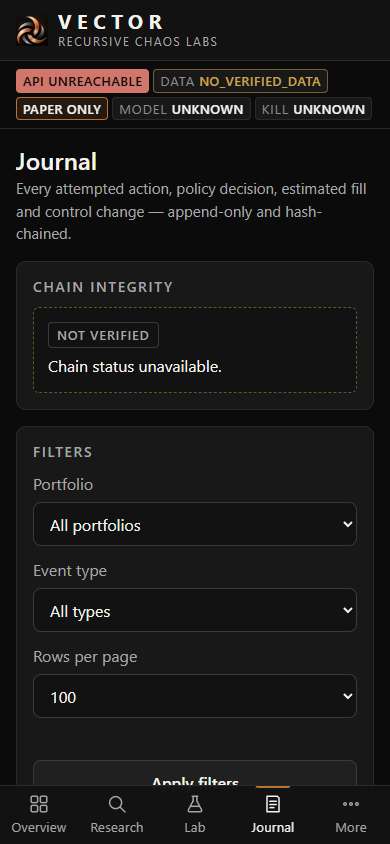 VECTOR
RECURSIVE CHAOS LABS
API UNREACHABLE
DATA NO_VERIFIED_DATA
PAPER ONLY
MODEL UNKNOWN
KILL UNKNOWN
Journal
Every attempted action, policy decision, estimated fill
and control change — append-only and hash-
chained.
CHAIN INTEGRITY
NOT VERIFIED
Chain status unavailable.
FILTERS
Portfolio
All portfolios
Event type
All types
Rows per page
100
Apply filters
Overview
Research
Lab
Journal
More